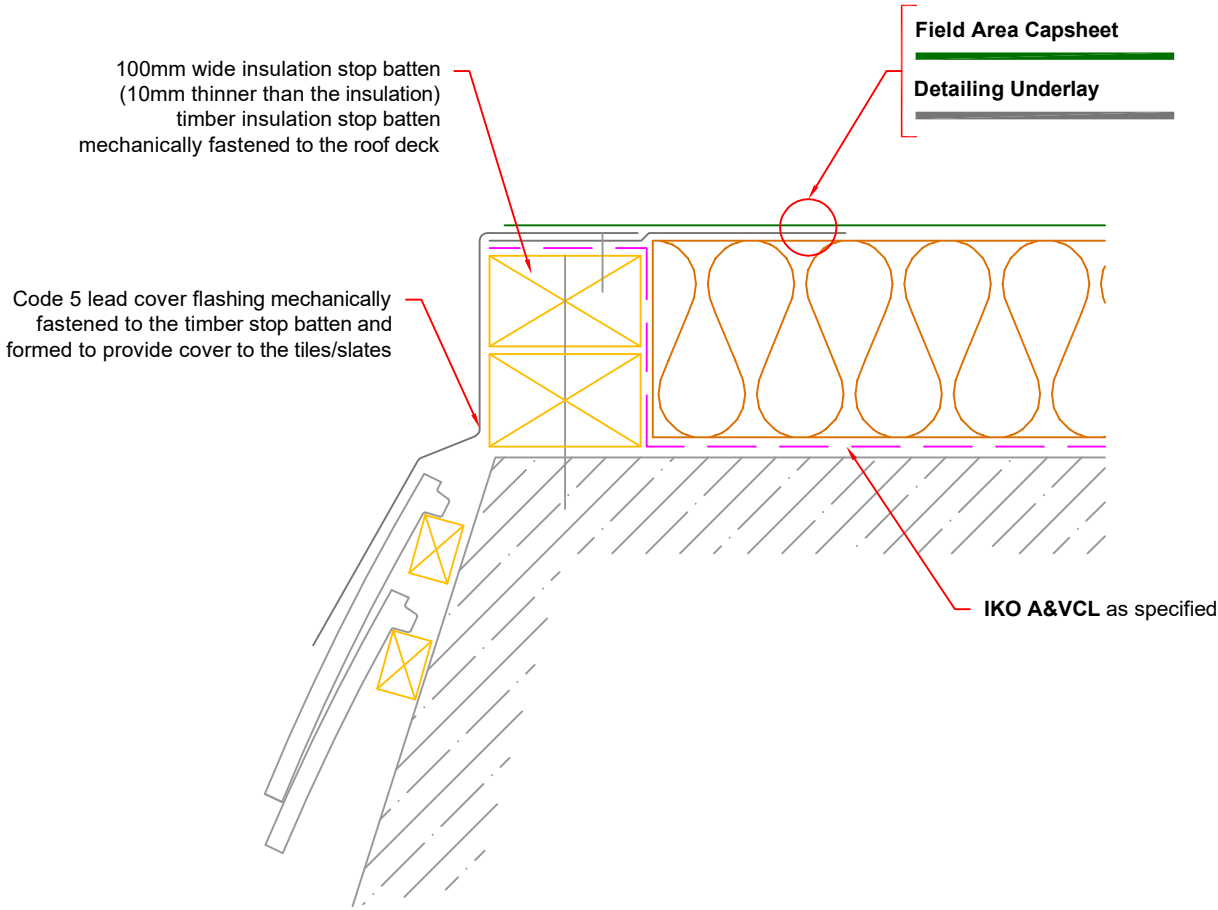 Field Area Capsheet
Detailing Underlay
100mm wide insulation stop batten
(10mm thinner than the insulation)
timber insulation stop batten
mechanically fastened to the roof deck
Code 5 lead cover flashing mechanically
fastened to the timber stop batten and
formed to provide cover to the tiles/slates
IKO A&VCL as specified